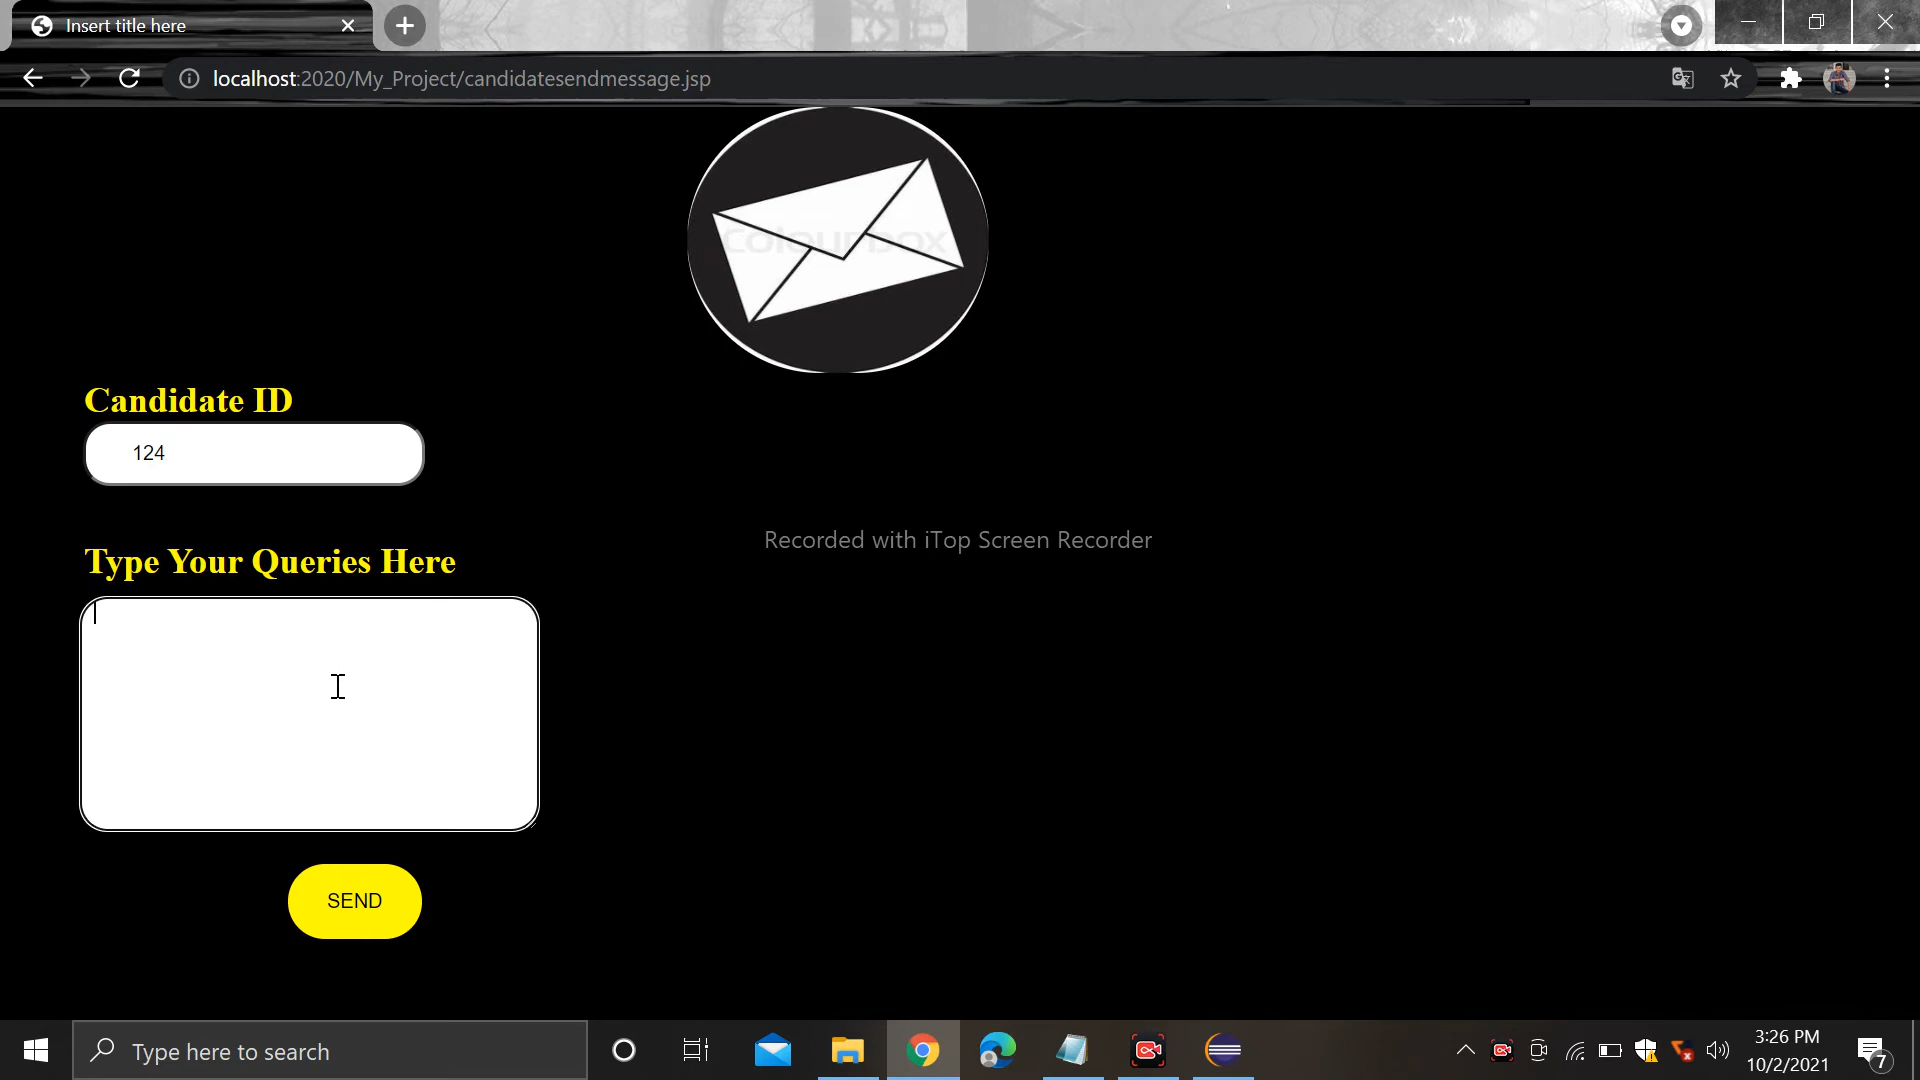 Insert title here
localhost:2020/My_Project/candidatesendmessage.jsp
colourbox
Candidate ID
124
Recorded with iTop Screen Recorder
Type Your Queries Here
SEND
Type here to search
3:26 PM
10/2/2021
7